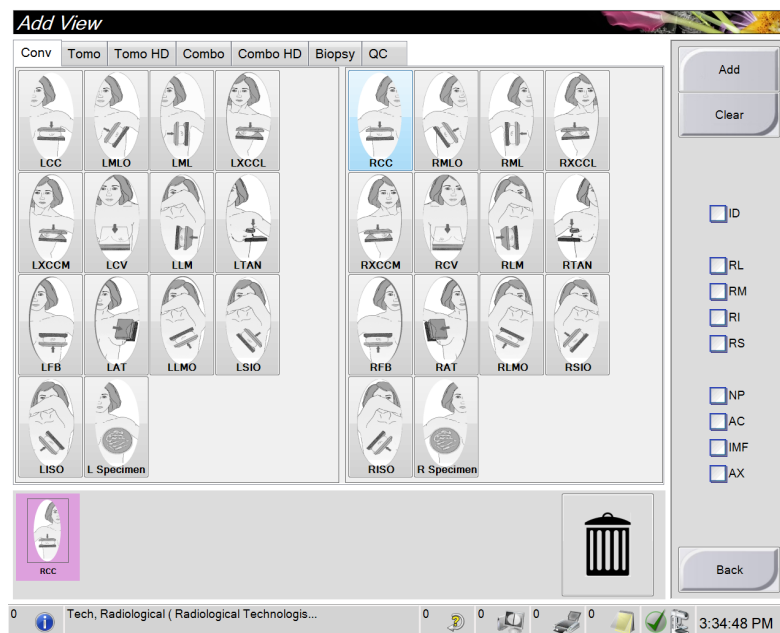 Add View
Conv Tomo Tomo HD Combo Combo HD Biopsy QC
LCC LMLO LML LXCCL RCC RMLO RML RXCCL
LXCCM LCV LLM LTAN RXCCM RCV RLM RTAN
LFB LAT LLMO LSIO RFB RAT RLMO RSIO
LISO L Specimen RISO R Specimen
RCC
Add
Clear
ID
RL
RM
RI
RS
NP
AC
IMF
AX
Back
0 Tech, Radiological ( Radiological Technologis... 0 0 0 0 3:34:48 PM